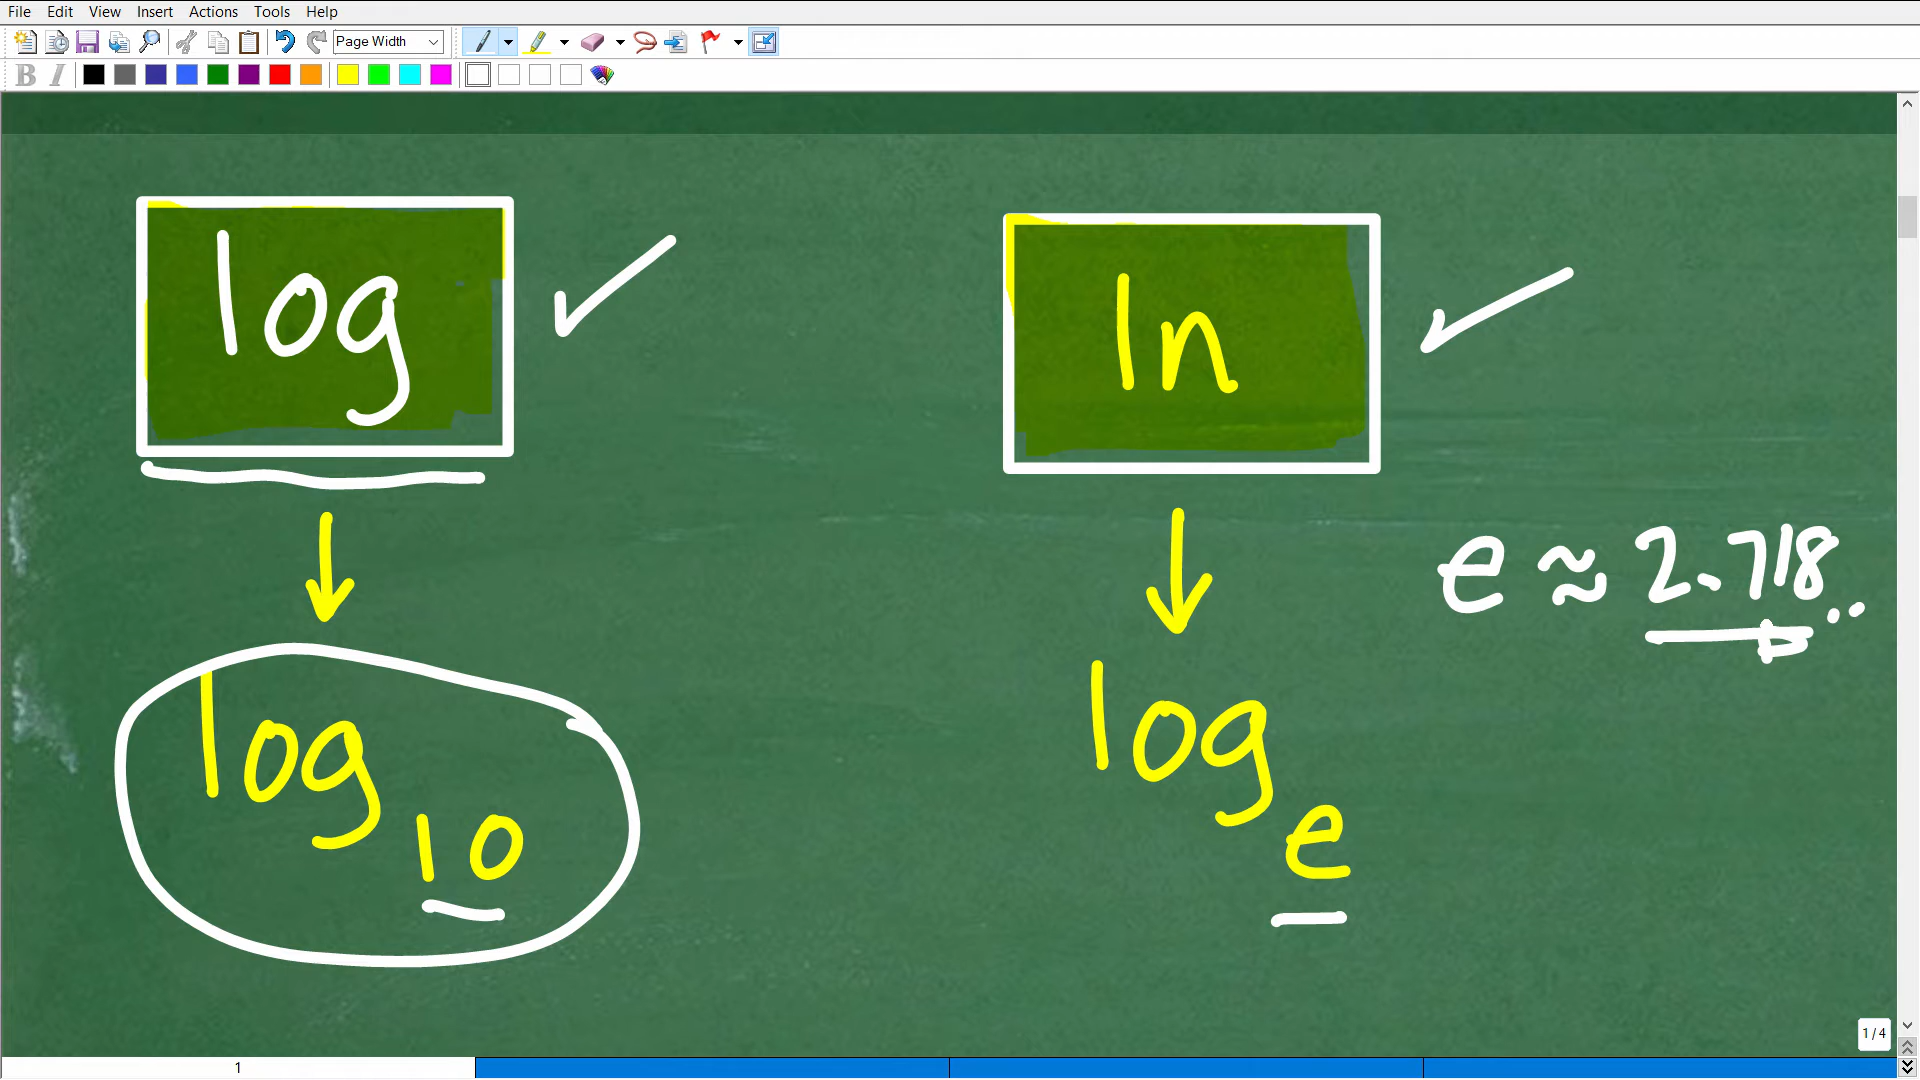 File Edit View Insert Actions Tools Help
Page Width
B I
log
ln
e ≈ 2.718..
log₁₀
logₑ
1/4
1